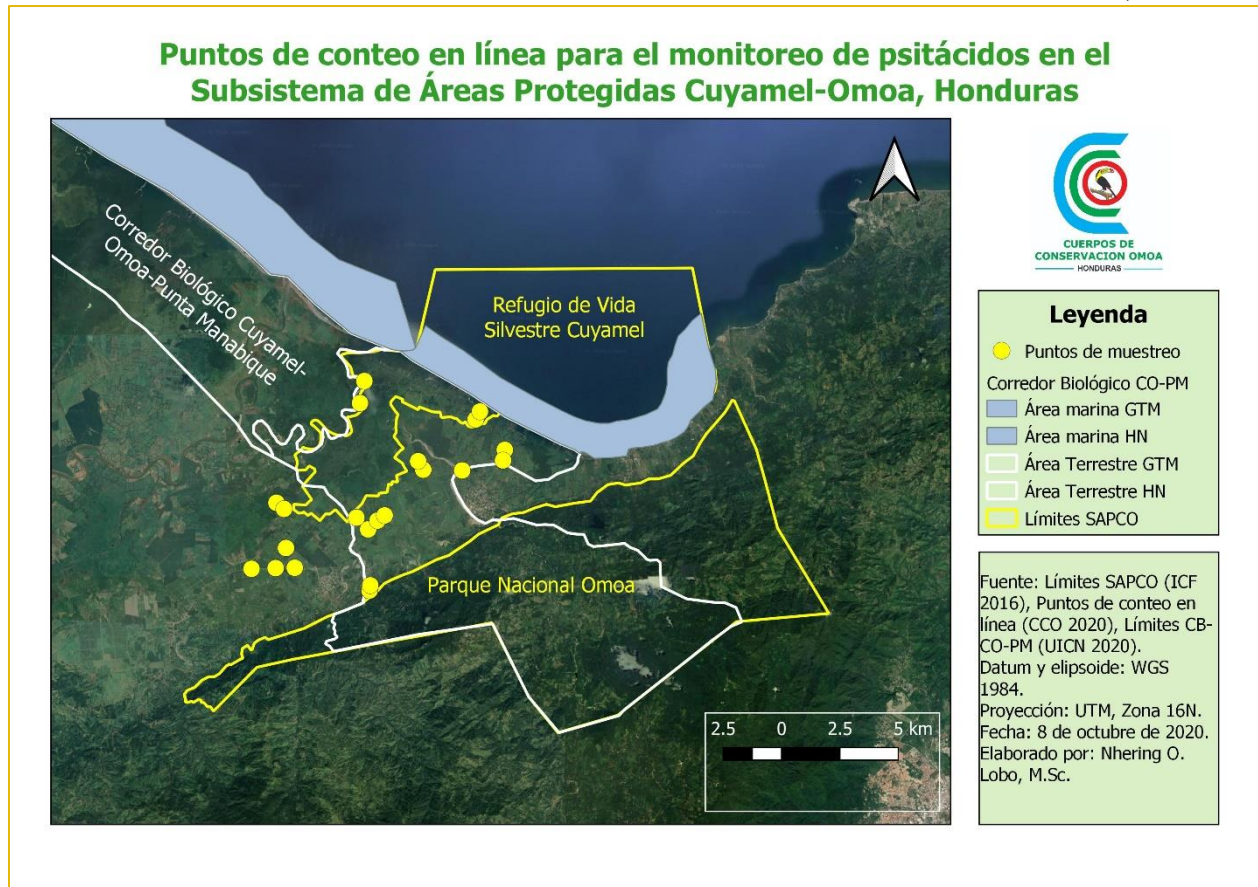 Puntos de conteo en línea para el monitoreo de psitácidos en el
Subsistema de Áreas Protegidas Cuyamel-Omoa, Honduras
Corredor Biológico Cuyamel-
Omoa-Punta Manabique
Refugio de Vida
Silvestre Cuyamel
Parque Nacional Omoa
2.5 0 2.5 5 km
CUERPOS DE
CONSERVACION OMOA
HONDURAS
Leyenda
Puntos de muestreo
Corredor Biológico CO-PM
Área marina GTM
Área marina HN
Área Terrestre GTM
Área Terrestre HN
Límites SAPCO
Fuente: Límites SAPCO (ICF
2016), Puntos de conteo en
línea (CCO 2020), Límites CB-
CO-PM (UICN 2020).
Datum y elipsoide: WGS
1984.
Proyección: UTM, Zona 16N.
Fecha: 8 de octubre de 2020.
Elaborado por: Nhering O.
Lobo, M.Sc.